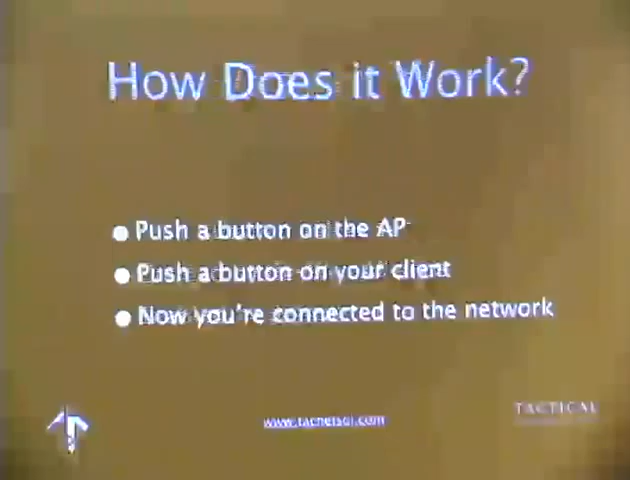 How Does it Work?
Push a button on the AP
Push a button on your client
Now you're connected to the network
www.tacnetsol.com
TACTICAL